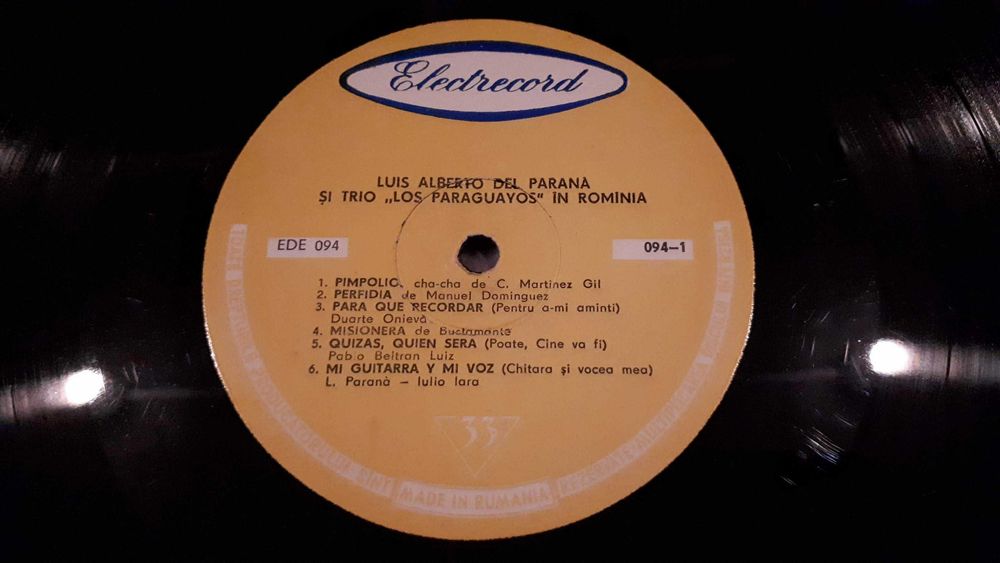 Electrecord
LUIS ALBERTO DEL PARANÀ
ŞI TRIO „LOS PARAGUAYOS" ÎN ROMÎNIA
EDE 094
094-1
1. PIMPOLIO, cha-cha de C. Martinez Gil
2. PERFIDIA de Manuel Dominguez
3. PARA QUE RECORDAR (Pentru a-mi aminti)
Duarte Onievà
4. MISIONERA de Bustamante
5. QUIZAS, QUIEN SERA (Poate, Cine va fi)
Pablo Beltran Luiz
6. MI GUITARRA Y MI VOZ (Chitara şi vocea mea)
L. Paranà - Iulio Iara
33
MADE IN RUMANIA